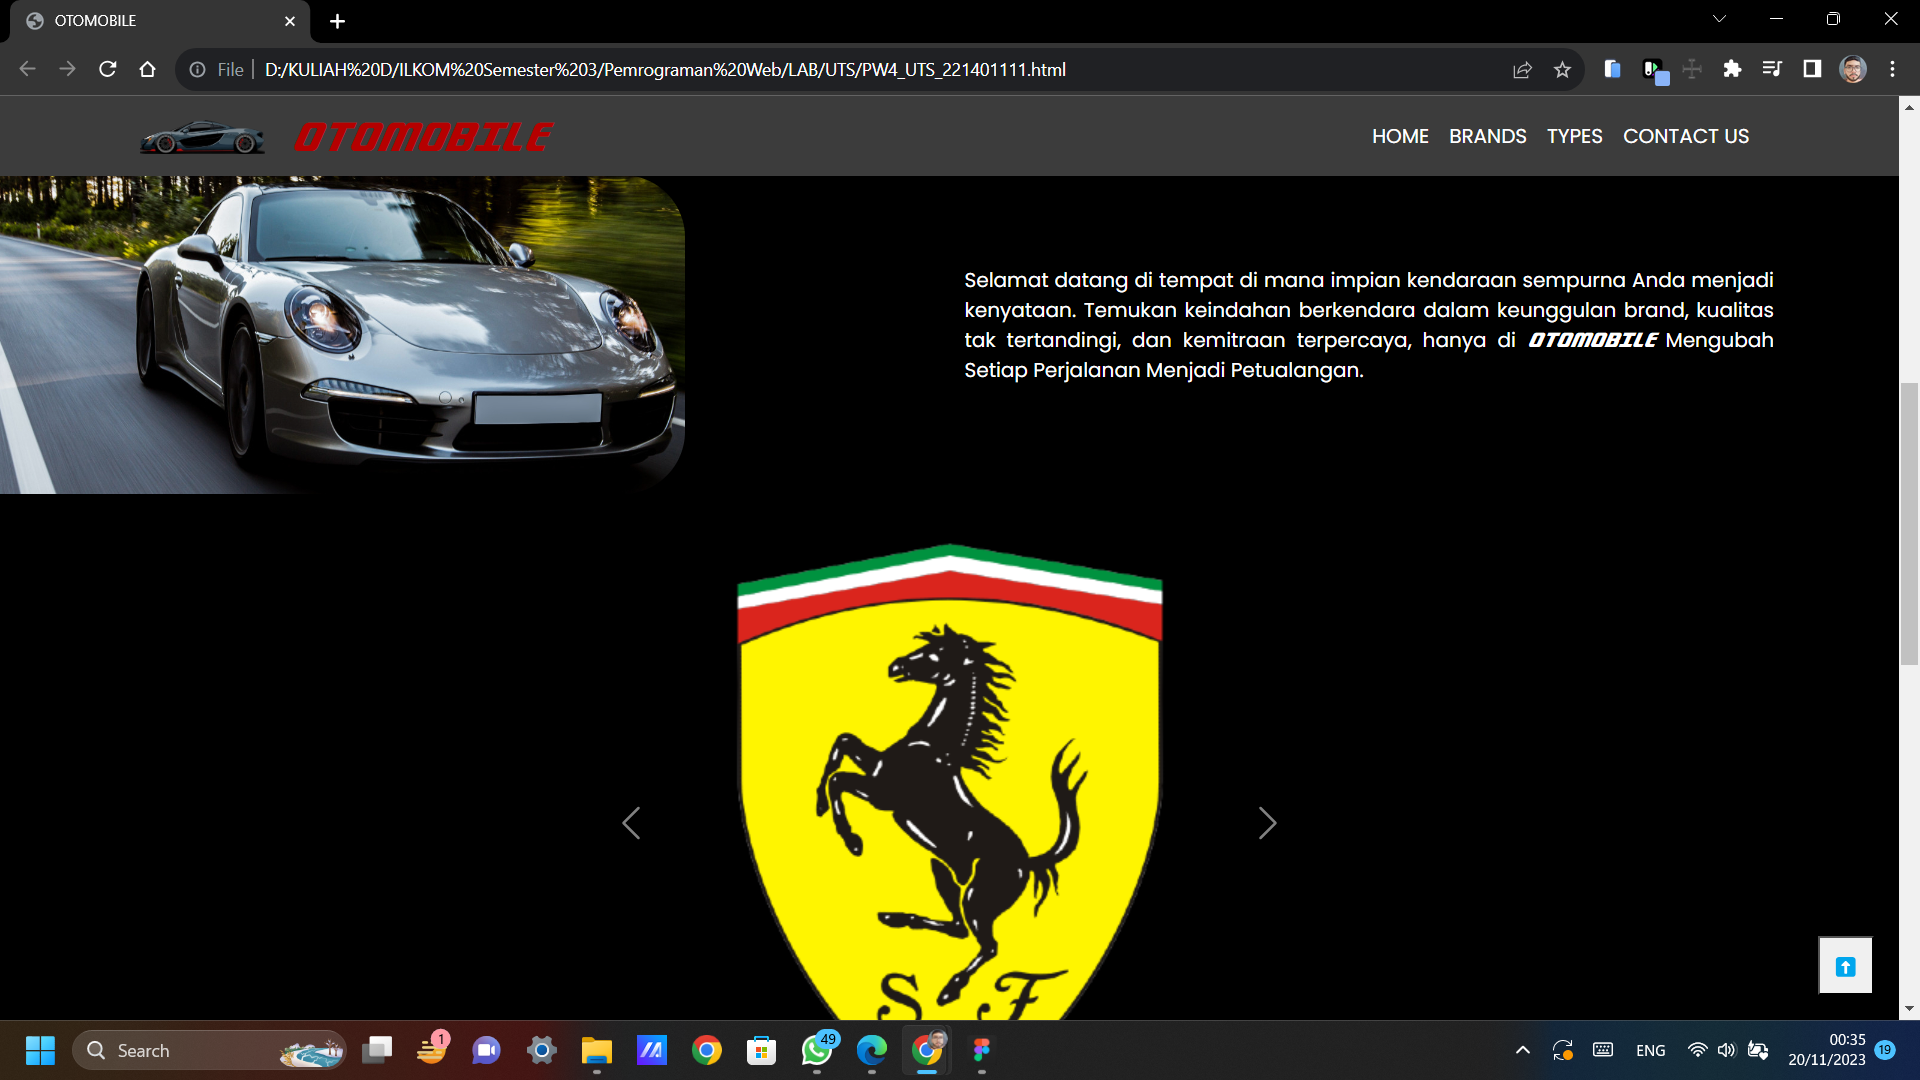 OTOMOBILE
File
D:/KULIAH%20D/ILKOM%20Semester%203/Pemrograman%20Web/LAB/UTS/PW4_UTS_221401111.html
OTOMOBILE
HOME BRANDS TYPES CONTACT US
Selamat datang di tempat di mana impian kendaraan sempurna Anda menjadi
kenyataan. Temukan keindahan berkendara dalam keunggulan brand, kualitas
tak tertandingi, dan kemitraan terpercaya, hanya di OTOMOBILE Mengubah
Setiap Perjalanan Menjadi Petualangan.
S F
Search
1
49
ENG
00:35
20/11/2023
19